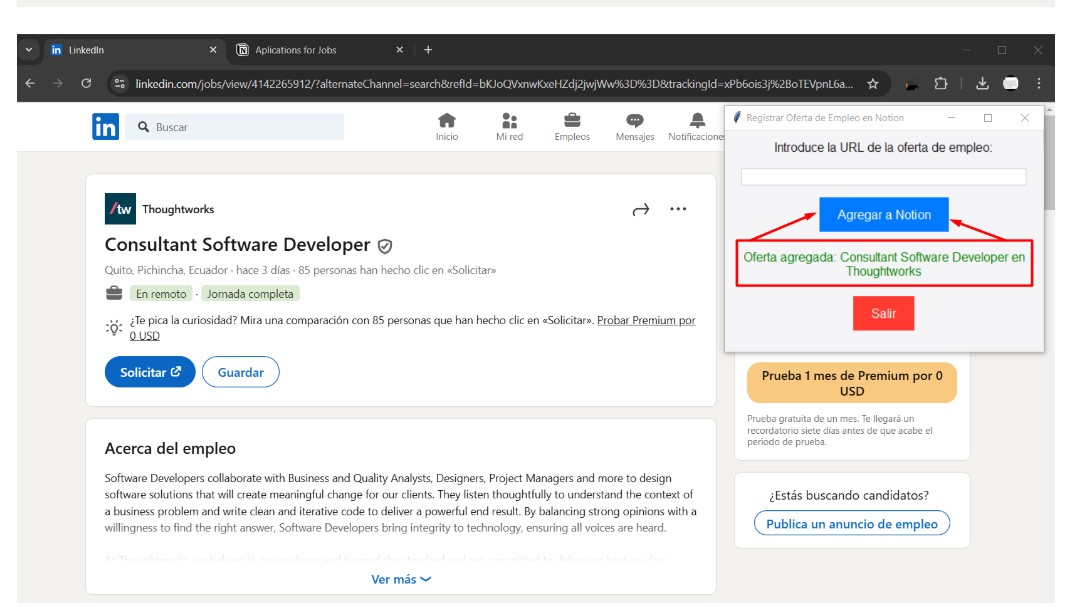 LinkedIn
Aplications for Jobs
linkedin.com/jobs/view/4142265912/?alternateChannel=search&refId=bKJoQVxnwKxeHZdj2jwjWw%3D%3D&trackingId=xPb6ois3j%2BoTEVpnL6a...
in
Buscar
Inicio
Mi red
Empleos
Mensajes
Notificacione
Registrar Oferta de Empleo en Notion
Introduce la URL de la oferta de empleo:
Agregar a Notion
Oferta agregada: Consultant Software Developer en
Thoughtworks
Salir
/tw
Thoughtworks
Consultant Software Developer
Quito, Pichincha, Ecuador · hace 3 días · 85 personas han hecho clic en «Solicitar»
En remoto · Jornada completa
¿Te pica la curiosidad? Mira una comparación con 85 personas que han hecho clic en «Solicitar». Probar Premium por
0 USD
Solicitar
Guardar
Prueba 1 mes de Premium por 0
USD
Prueba gratuita de un mes. Te llegará un
recordatorio siete días antes de que acabe el
periodo de prueba.
Acerca del empleo
Software Developers collaborate with Business and Quality Analysts, Designers, Project Managers and more to design
software solutions that will create meaningful change for our clients. They listen thoughtfully to understand the context of
a business problem and write clean and iterative code to deliver a powerful end result. By balancing strong opinions with a
willingness to find the right answer, Software Developers bring integrity to technology, ensuring all voices are heard.
Ver más
¿Estás buscando candidatos?
Publica un anuncio de empleo